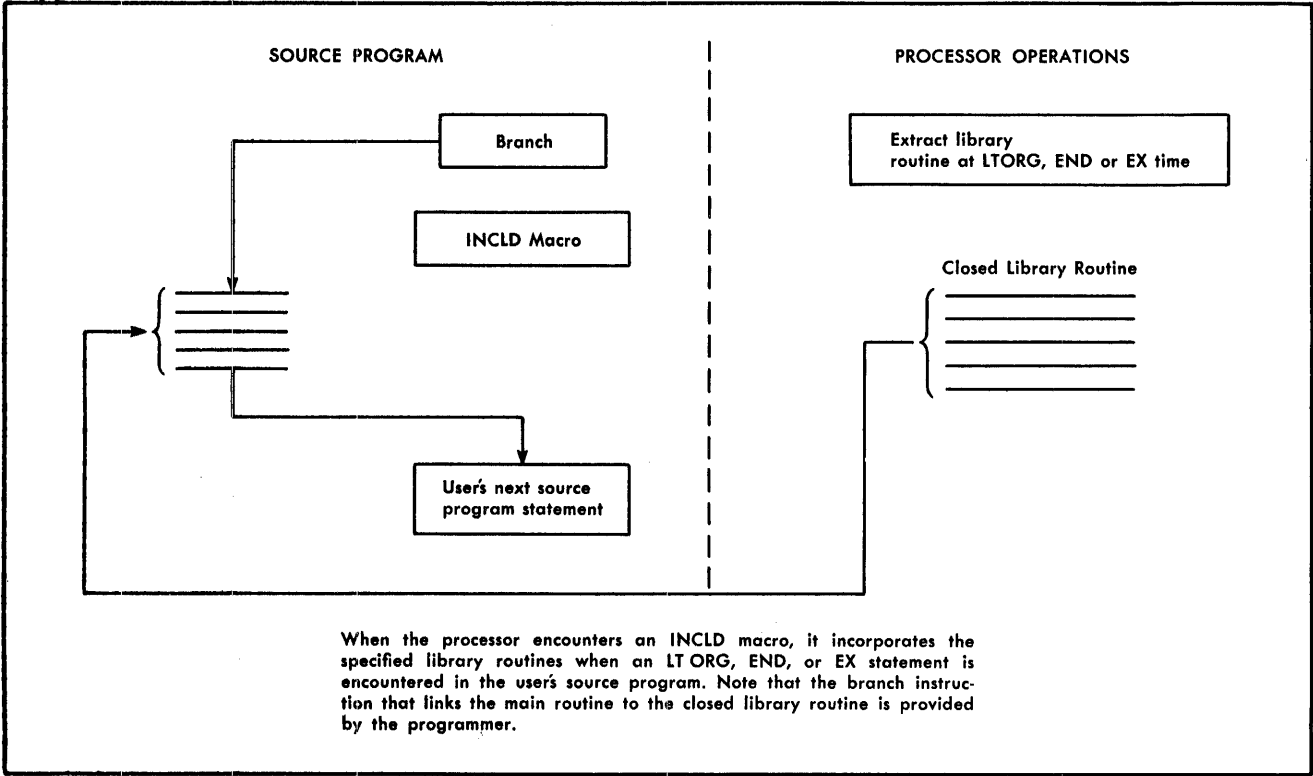 SOURCE PROGRAM
PROCESSOR OPERATIONS
Branch
Extract library
routine at LTORG, END or EX time
INCLD Macro
Closed Library Routine
User's next source
program statement
When the processor encounters an INCLD macro, it incorporates the
specified library routines when an LT ORG, END, or EX statement is
encountered in the user's source program. Note that the branch instruc-
tion that links the main routine to the closed library routine is provided
by the programmer.